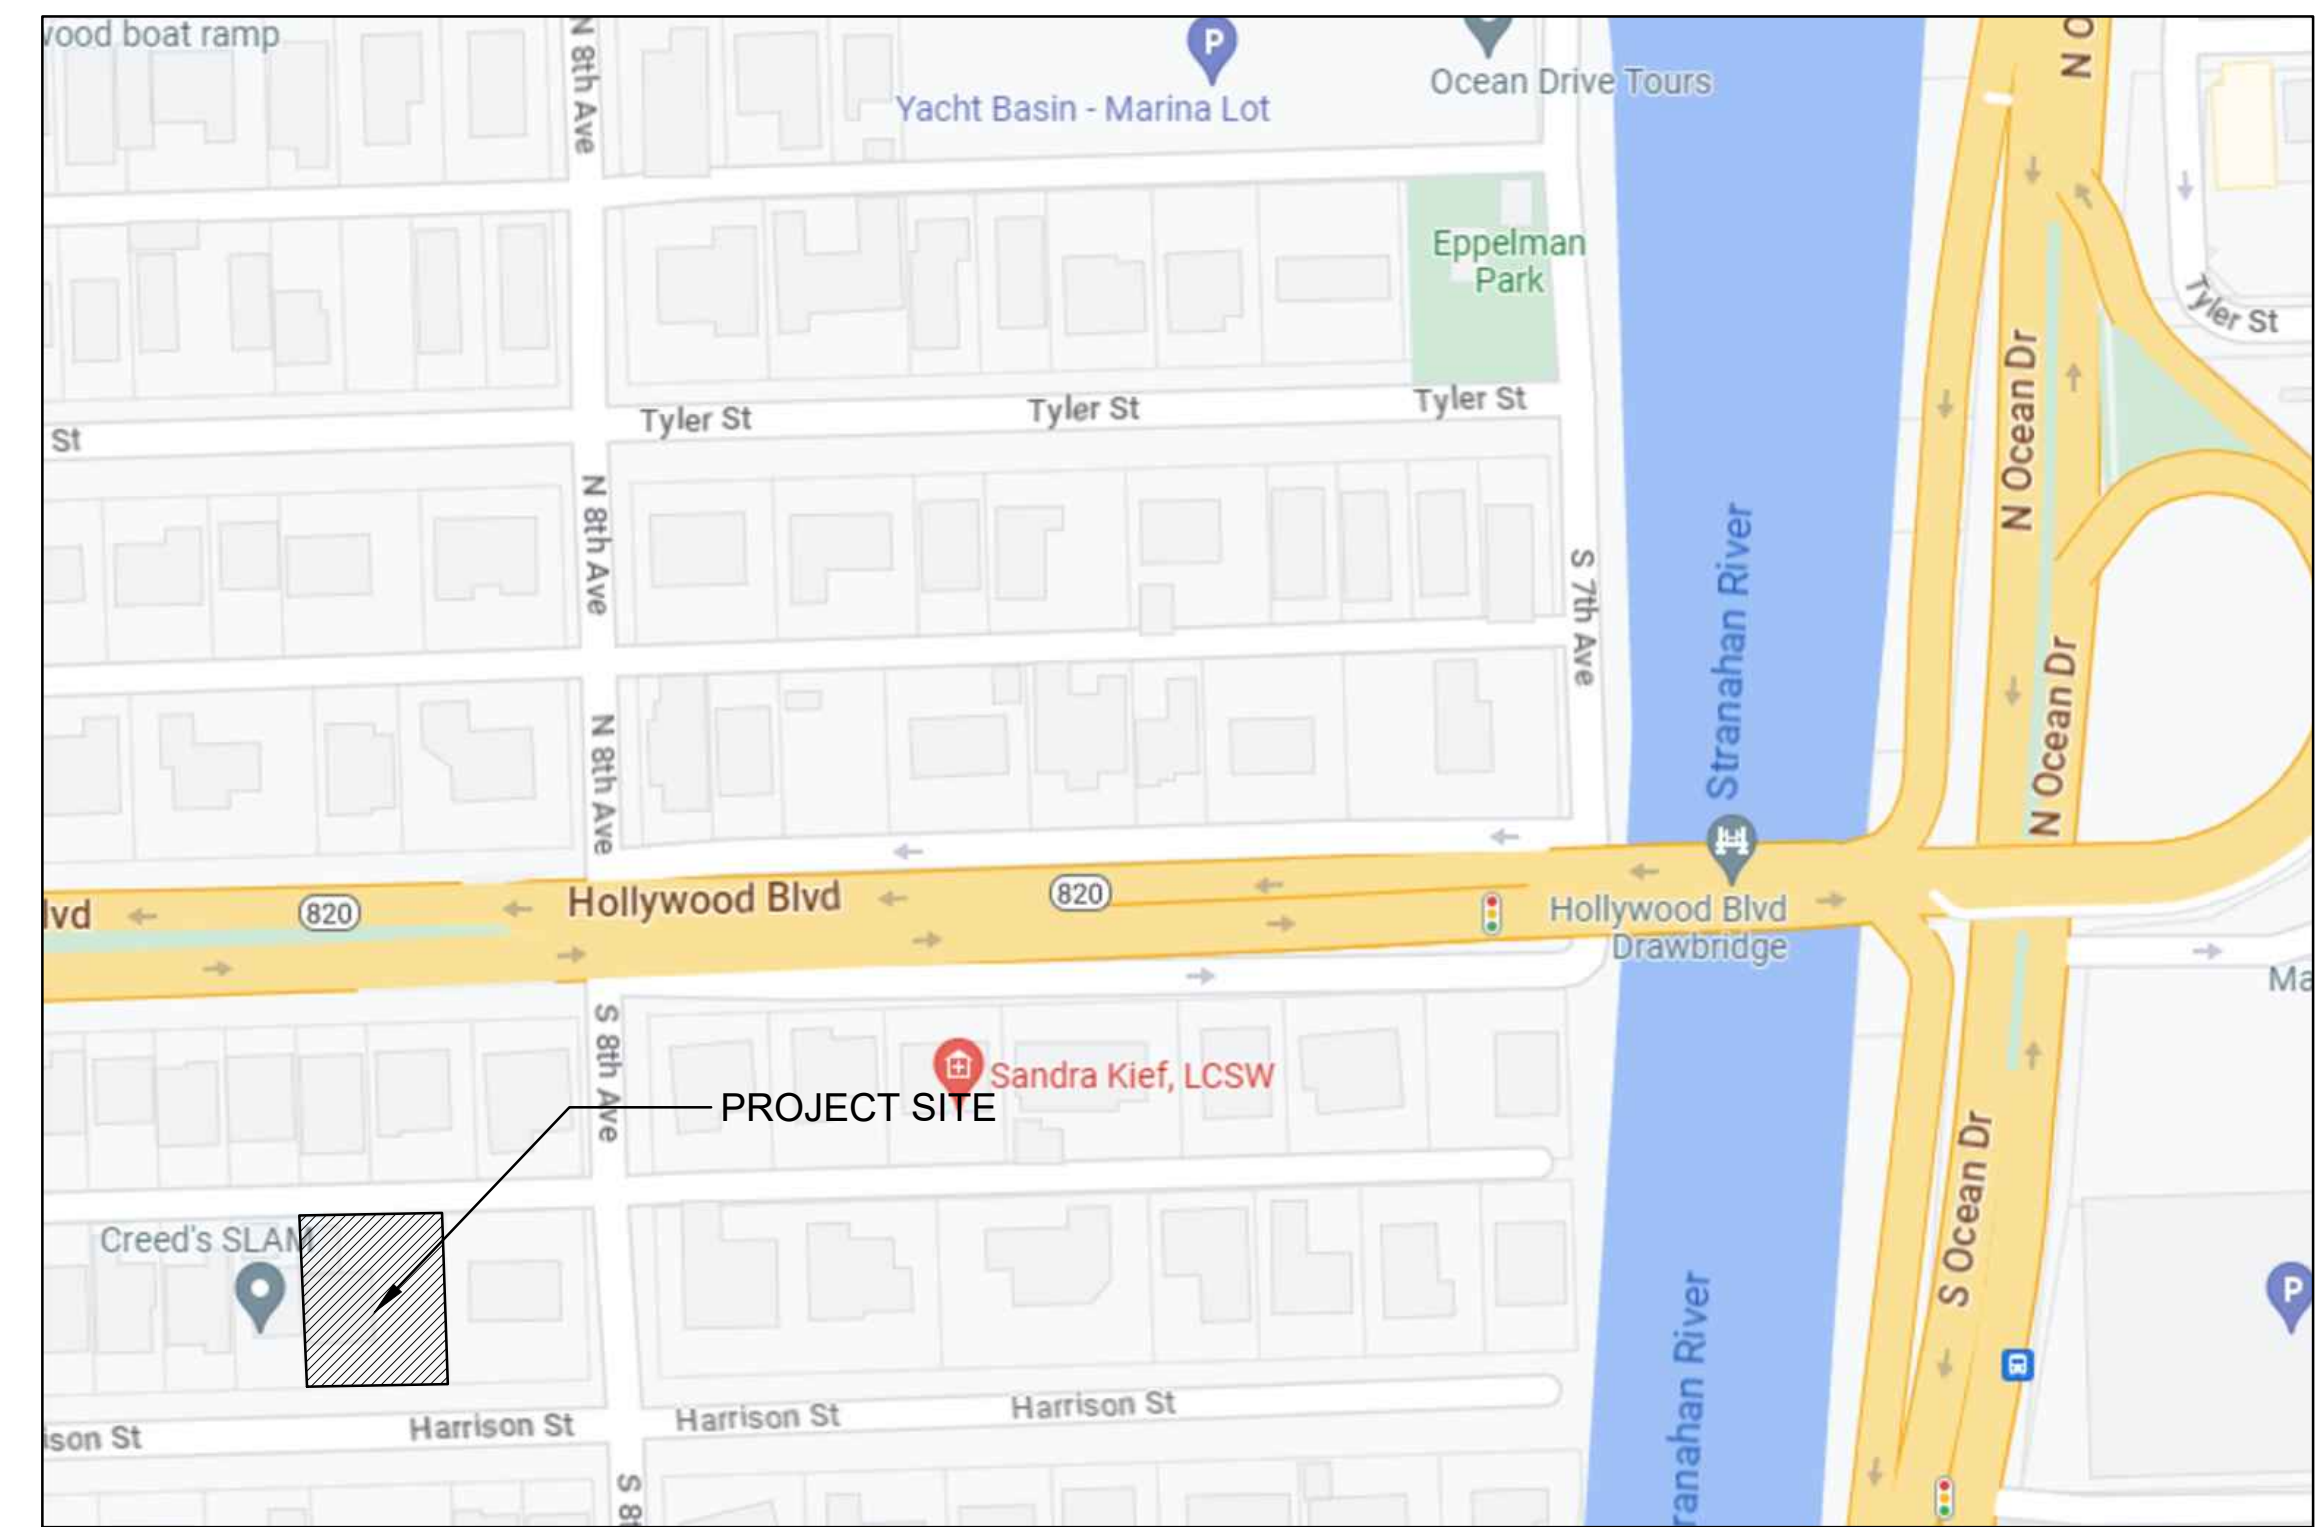 wood boat ramp
N 8th Ave
P
Yacht Basin - Marina Lot
Ocean Drive Tours
N O
Eppelman
Park
Tyler St
N Ocean Dr
St
Tyler St
Tyler St
Tyler St
N 8th Ave
S 7th Ave
Stranahan River
N Ocean Dr
N 8th Ave
lvd
820
Hollywood Blvd
820
Hollywood Blvd
Drawbridge
Ma
S 8th Ave
Sandra Kief, LCSW
PROJECT SITE
S Ocean Dr
Creed's SLAM
P
ranahan River
ison St
Harrison St
Harrison St
Harrison St
S 8t